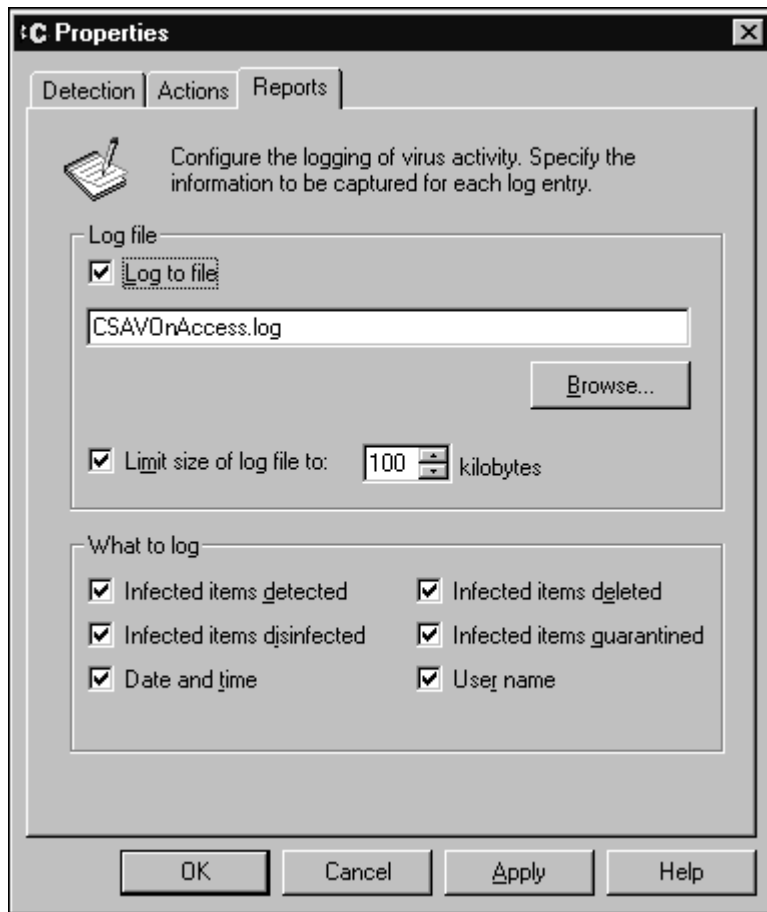 C Properties
Detection Actions Reports
Configure the logging of virus activity. Specify the
information to be captured for each log entry.
Log file
Log to file
CSAVOnAccess.log
Browse...
Limit size of log file to: 100 kilobytes
What to log
Infected items detected Infected items deleted
Infected items disinfected Infected items quarantined
Date and time User name
OK Cancel Apply Help